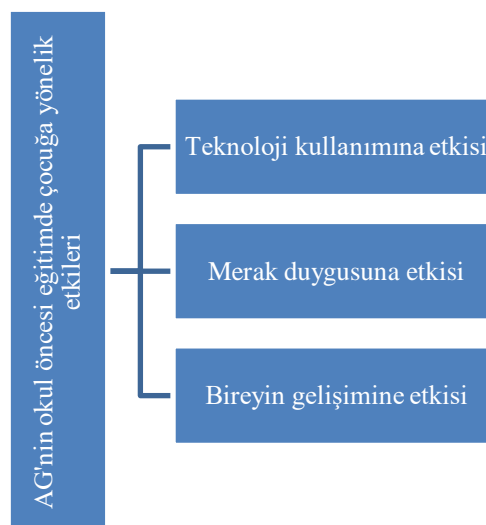 AG'nin okul öncesi eğitimde çocuğa yönelik
etkileri
Teknoloji kullanımına etkisi
Merak duygusuna etkisi
Bireyin gelişimine etkisi